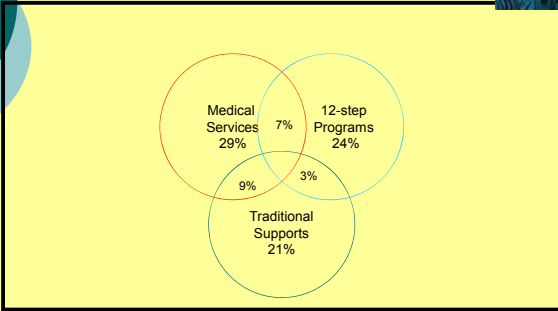 Medical
Services
29%
7%
12-step
Programs
24%
9%
3%
Traditional
Supports
21%